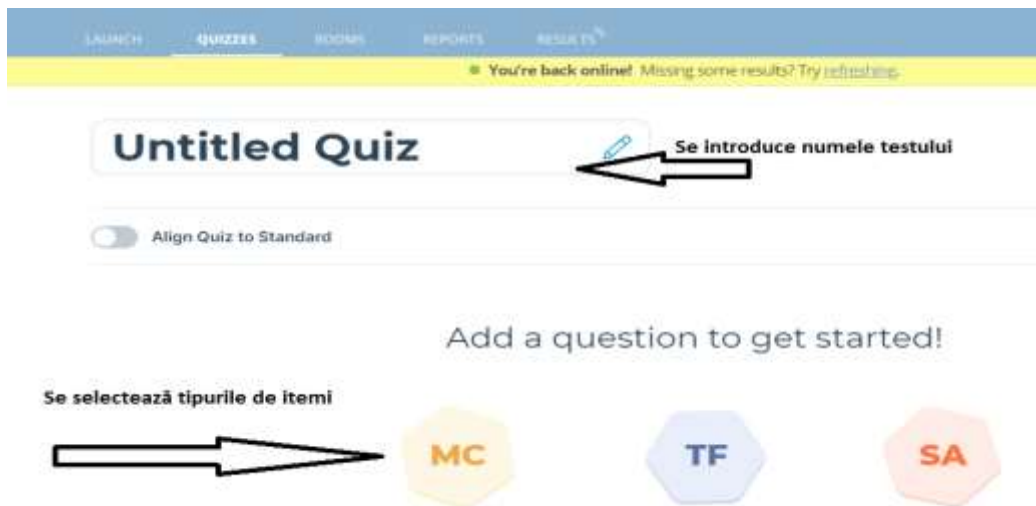 LAUNCH QUIZZES ROOMS REPORTS RESULTS
You're back online! Missing some results? Try refreshing.
Untitled Quiz
Se introduce numele testului
Align Quiz to Standard
Add a question to get started!
Se selectează tipurile de itemi
MC TF SA